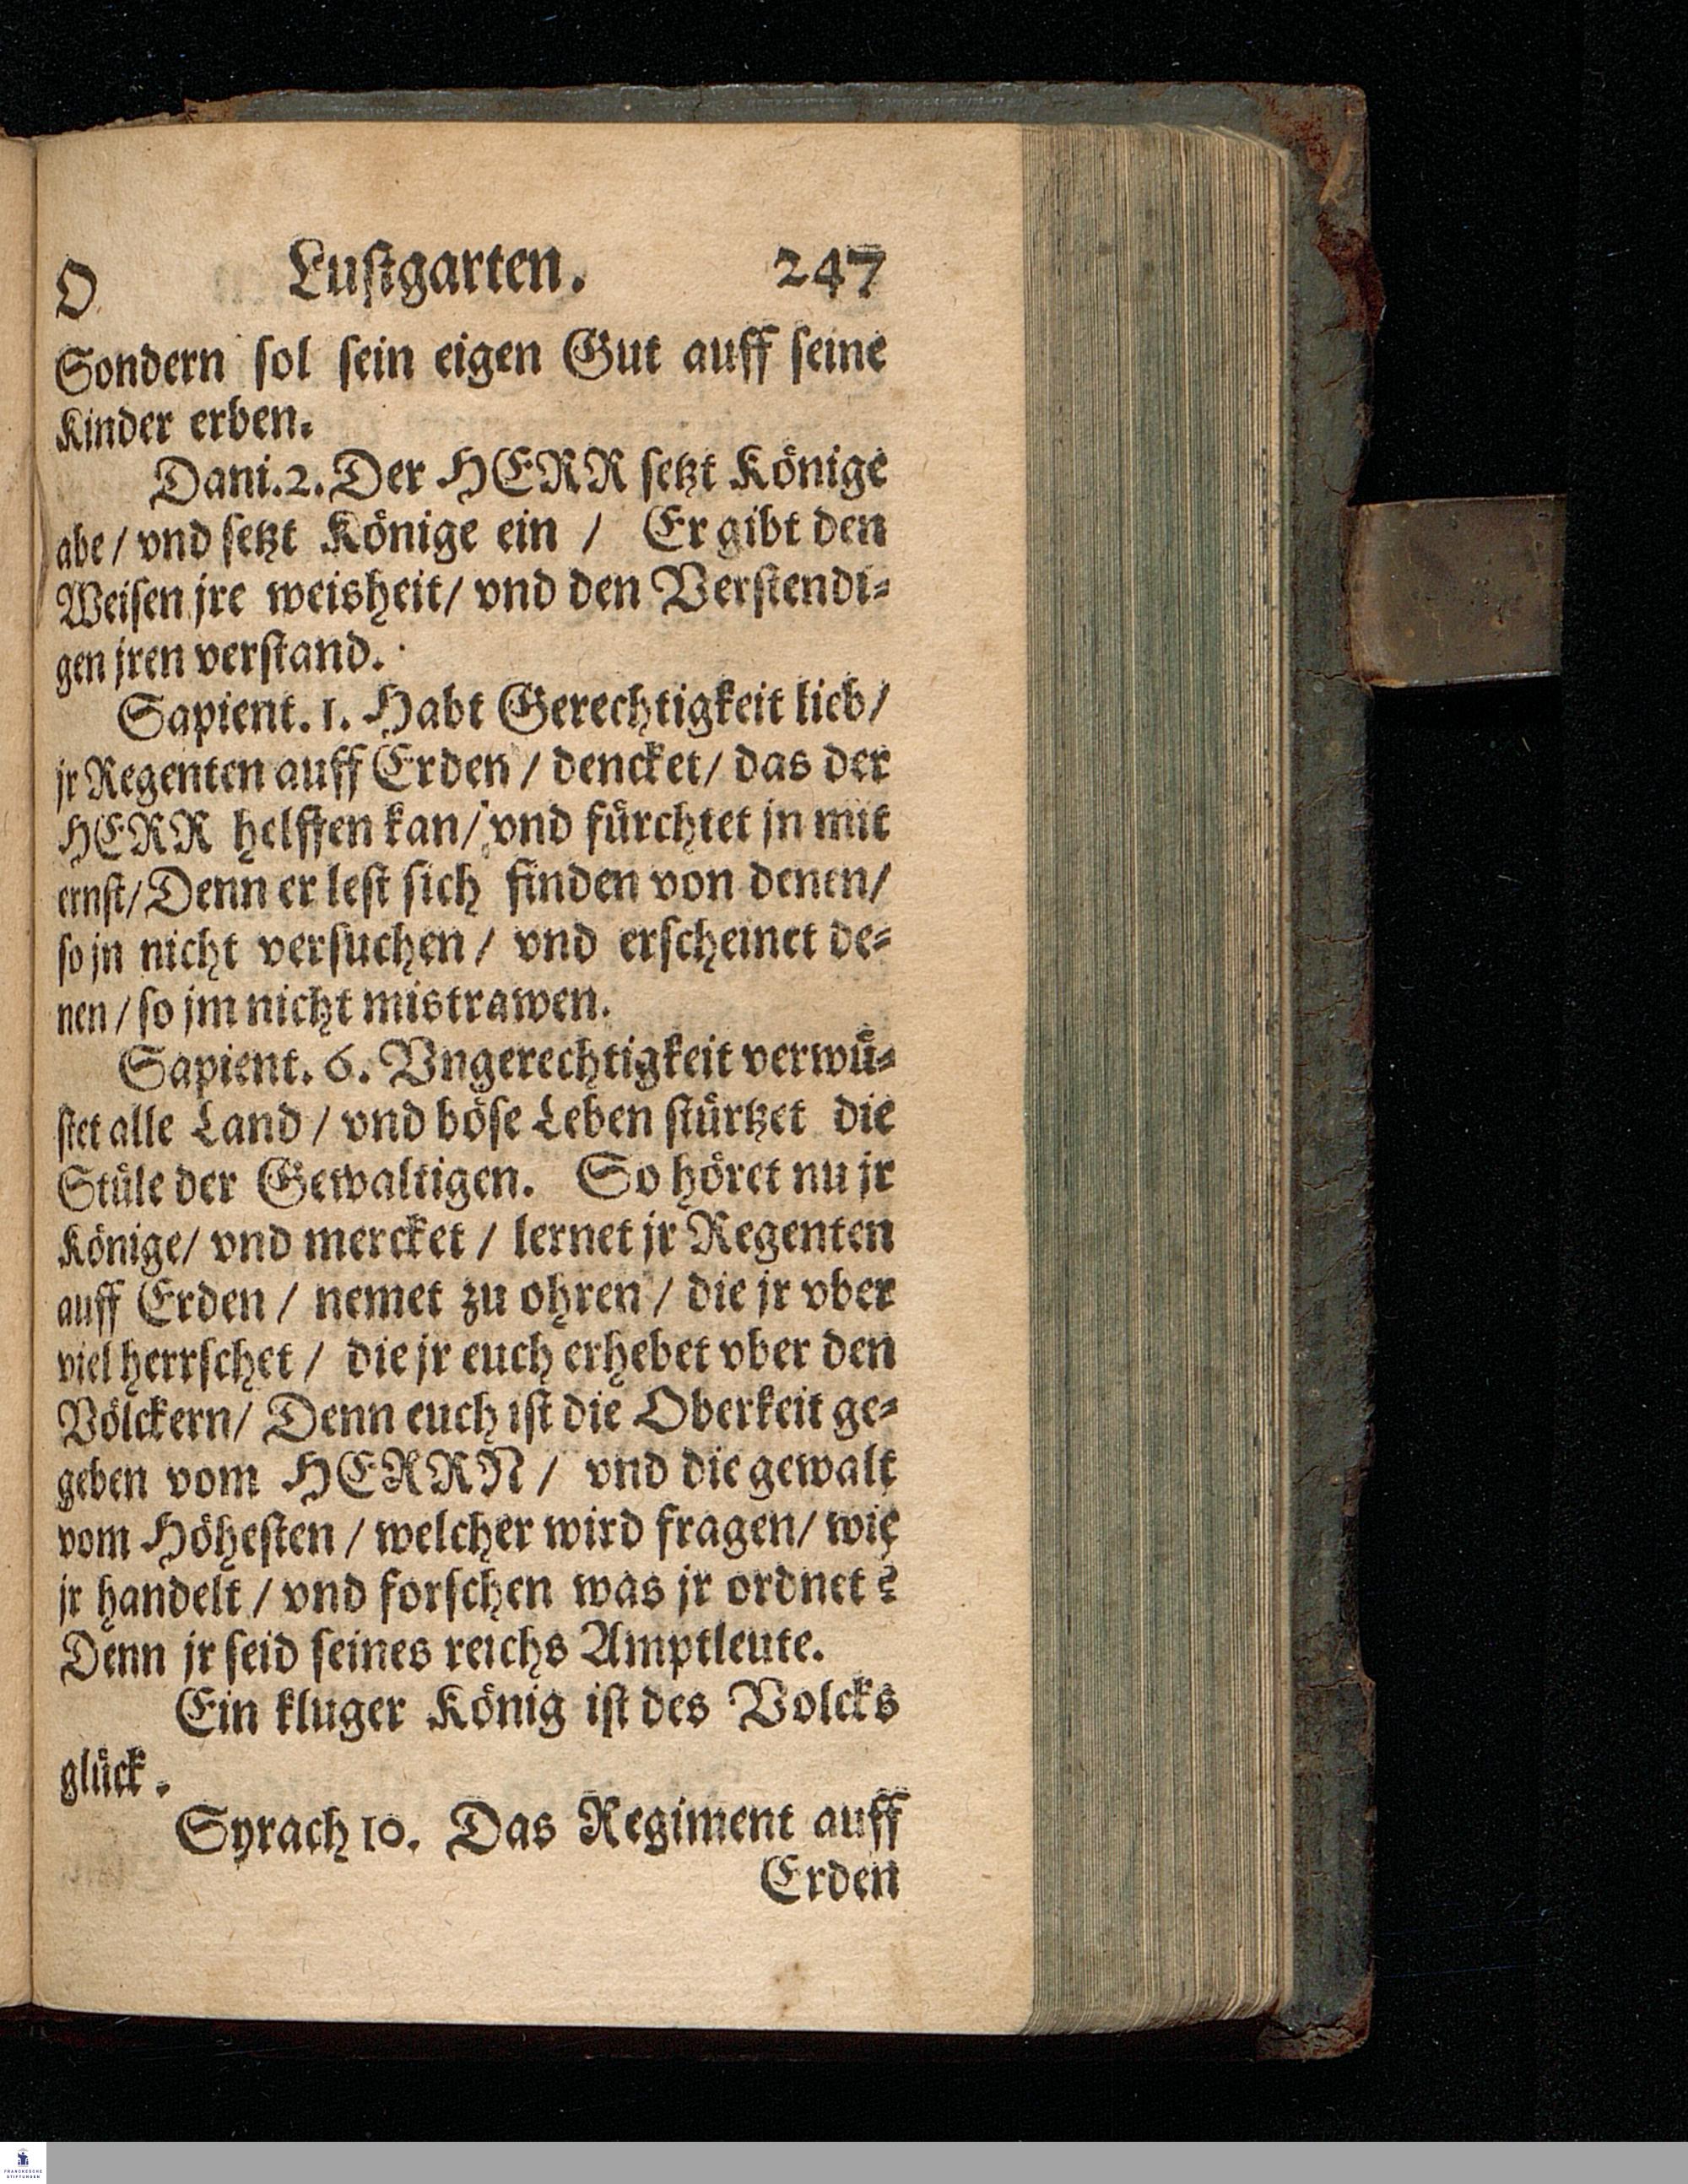 O Lustgarten. 247
Sondern sol sein eigen Gut auff seine
Kinder erben.
Dani.2. Der HERR setzt Könige
abe / vnd setzt Könige ein / Er gibt den
Weisen jre weisheit / vnd den Verstendi-
gen jren verstand.
Sapient. 1. Habt Gerechtigkeit lieb /
jr Regenten auff Erden / dencket / das der
HERR helffen kan / vnd fürchtet jn mit
ernst / Denn er lest sich finden von denen /
so jn nicht versuchen / vnd erscheinet de-
nen / so jm nicht mistrawen.
Sapient. 6. Vngerechtigkeit verwü-
stet alle Land / vnd böse Leben stürtzet die
Stüle der Gewaltigen. So höret nu jr
Könige / vnd mercket / lernet jr Regenten
auff Erden / nemet zu ohren / die jr vber
viel herrschet / die jr euch erhebet vber den
Völckern / Denn euch ist die Oberkeit ge-
geben vom HERRN / vnd die gewalt
vom Höhesten / welcher wird fragen / wie
jr handelt / vnd forschen was jr ordnet?
Denn jr seid seines reichs Amptleute.
Ein kluger König ist des Volcks
glück.
Syrach 10. Das Regiment auff
Erden
FRANCKESCHE
STIFTUNGEN